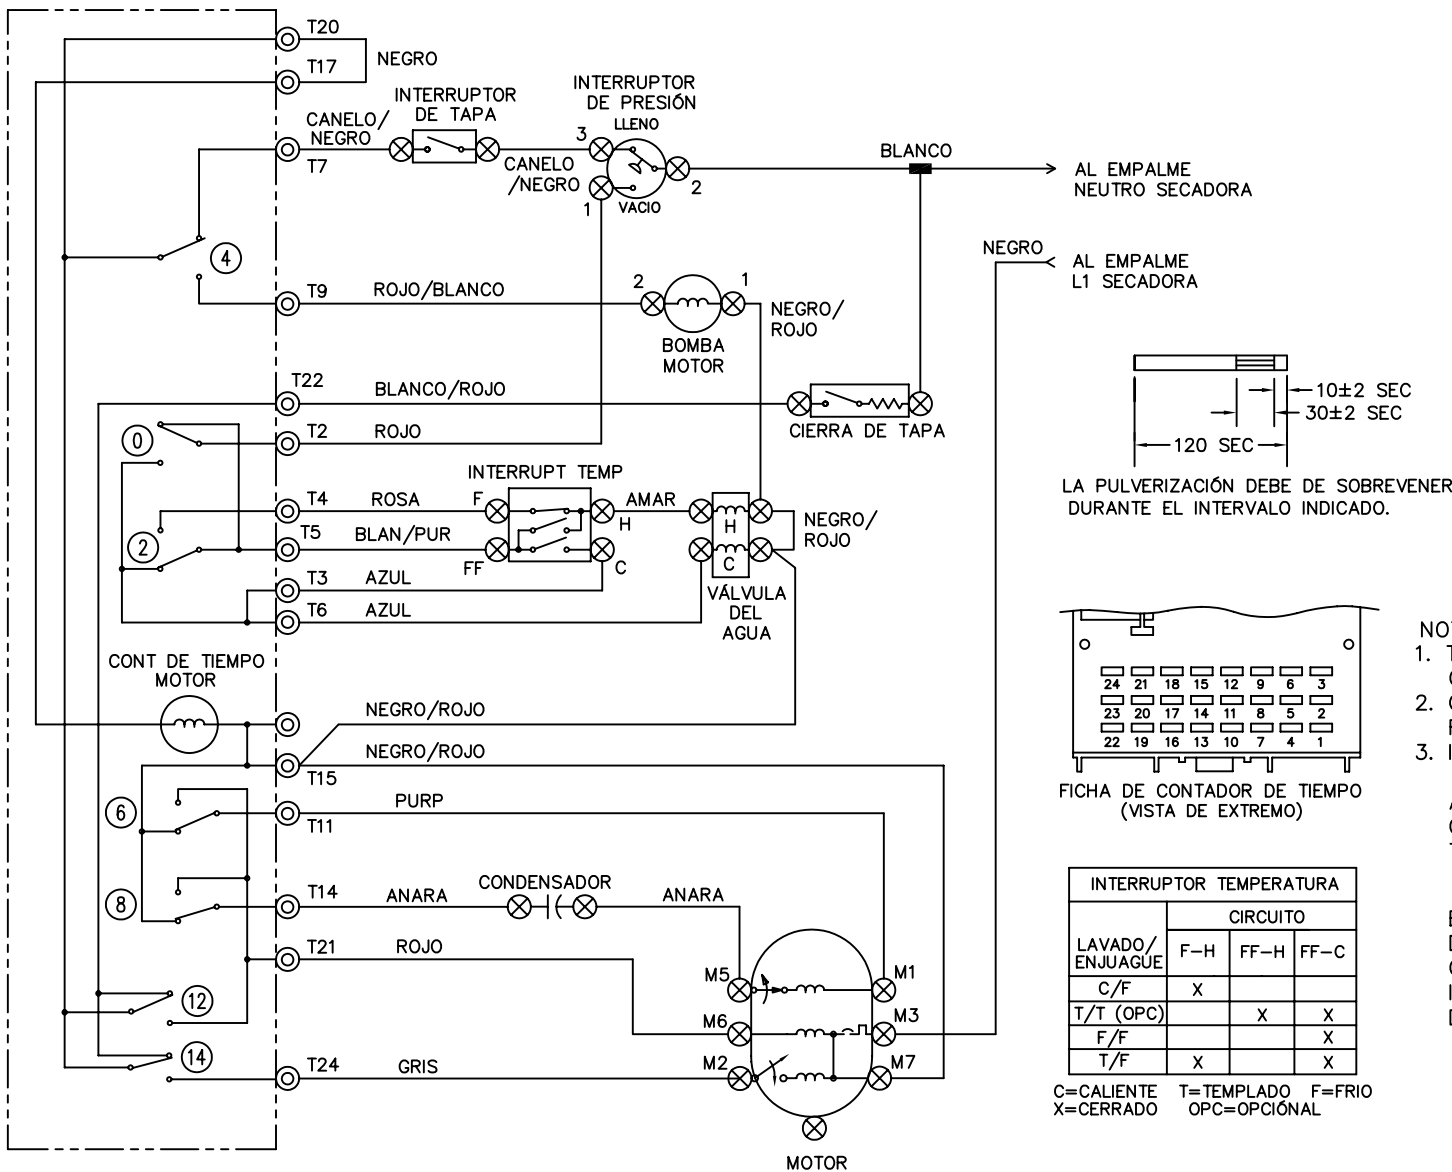 T20
NEGRO
T17
INTERRUPTOR
DE TAPA
INTERRUPTOR
DE PRESIÓN
LLENO
CANELO/
NEGRO
T7
3
CANELO
/NEGRO
1
2
VACIO
BLANCO
AL EMPALME
NEUTRO SECADORA
4
NEGRO
AL EMPALME
L1 SECADORA
T9
ROJO/BLANCO
2
1
NEGRO/
ROJO
BOMBA
MOTOR
T22
BLANCO/ROJO
CIERRA DE TAPA
0
T2
ROJO
10±2 SEC
30±2 SEC
120 SEC
LA PULVERIZACIÓN DEBE DE SOBREVENER
DURANTE EL INTERVALO INDICADO.
INTERRUPT TEMP
T4
ROSA
F
H
AMAR
H
NEGRO/
ROJO
2
T5
BLAN/PUR
FF
C
C
T3
AZUL
T6
AZUL
VÁLVULA
DEL
AGUA
CONT DE TIEMPO
MOTOR
NEGRO/ROJO
NEGRO/ROJO
T15
24 21 18 15 12 9 6 3
23 20 17 14 11 8 5 2
22 19 16 13 10 7 4 1
FICHA DE CONTADOR DE TIEMPO
(VISTA DE EXTREMO)
1.
2.
3.
6
PURP
T11
8
T14
ANARA
CONDENSADOR
ANARA
T21
ROJO
M5
M1
12
M6
M3
14
T24
GRIS
M2
M7
MOTOR
INTERRUPTOR TEMPERATURA
CIRCUITO
LAVADO/
ENJUAGUE
F-H FF-H FF-C
C/F X
T/T (OPC) X X
F/F X
T/F X X
C=CALIENTE T=TEMPLADO F=FRIO
X=CERRADO OPC=OPCIÓNAL